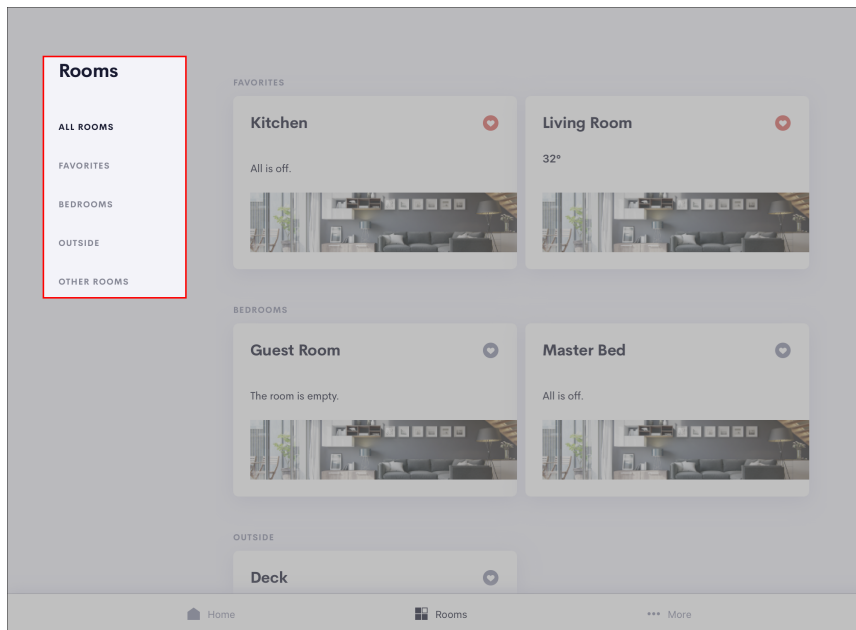 Rooms
ALL ROOMS
FAVORITES
BEDROOMS
OUTSIDE
OTHER ROOMS
FAVORITES
Kitchen
All is off.
Living Room
32°
BEDROOMS
Guest Room
The room is empty.
Master Bed
All is off.
OUTSIDE
Deck
Home
Rooms
More